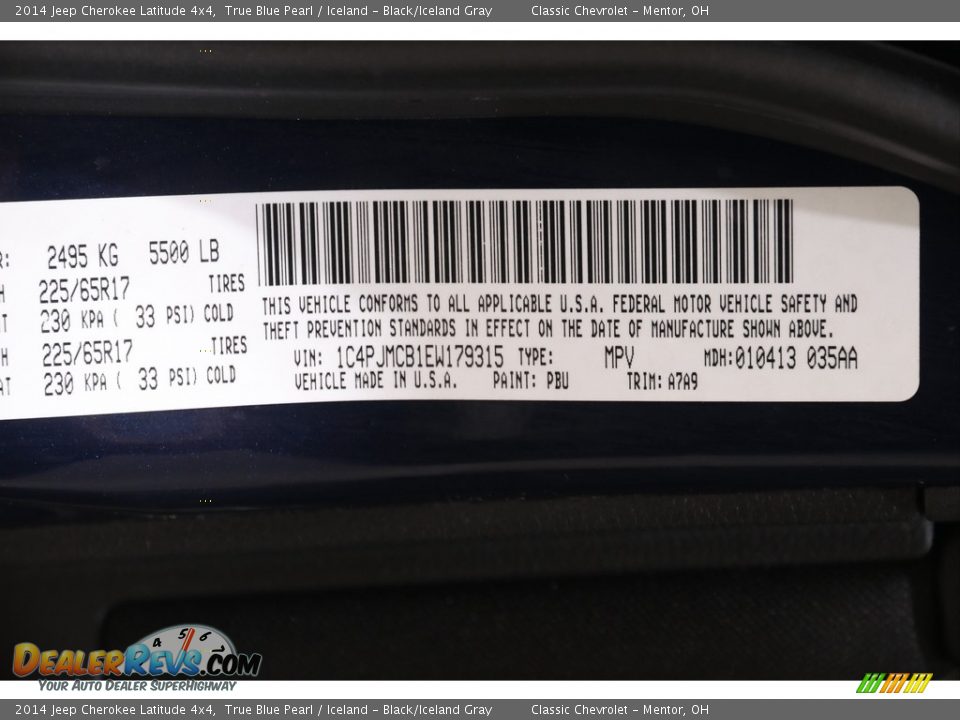 2014 Jeep Cherokee Latitude 4x4, True Blue Pearl / Iceland – Black/Iceland Gray Classic Chevrolet – Mentor, OH
R: 2495 KG 5500 LB
H 225/65R17 TIRES
AT 230 KPA ( 33 PSI) COLD
H 225/65R17 TIRES
AT 230 KPA ( 33 PSI) COLD
THIS VEHICLE CONFORMS TO ALL APPLICABLE U.S.A. FEDERAL MOTOR VEHICLE SAFETY AND
THEFT PREVENTION STANDARDS IN EFFECT ON THE DATE OF MANUFACTURE SHOWN ABOVE.
VIN: 1C4PJMCB1EW179315 TYPE: MPV MDH:010413 035AA
VEHICLE MADE IN U.S.A. PAINT: PBU TRIM: A7A9
4 5 6
DealerRevs.com
Your Auto Dealer SuperHighway
2014 Jeep Cherokee Latitude 4x4, True Blue Pearl / Iceland – Black/Iceland Gray Classic Chevrolet – Mentor, OH